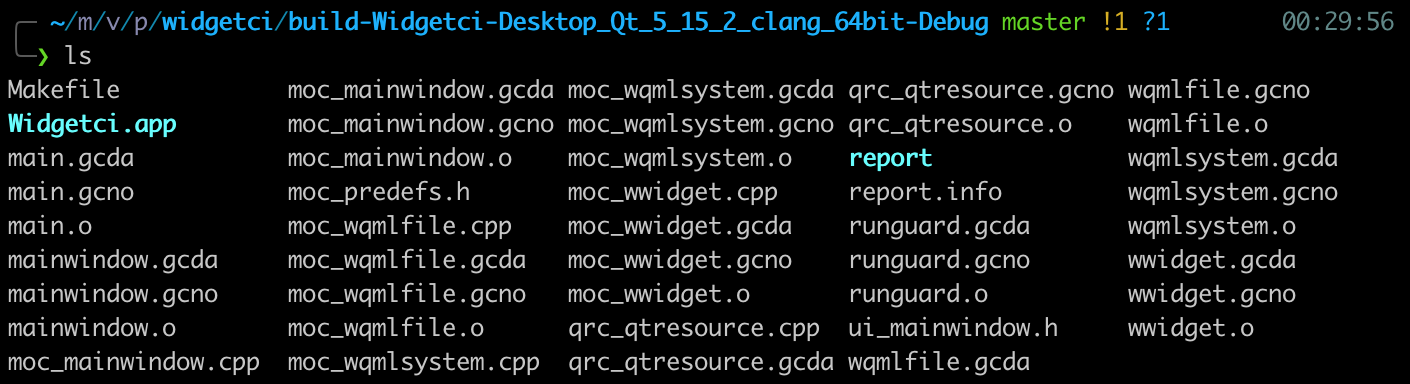 ~/m/v/p/widgetci/build-Widgetci-Desktop_Qt_5_15_2_clang_64bit-Debug master !1 ?1 00:29:56
❯ ls
Makefile moc_mainwindow.gcda moc_wqmlsystem.gcda qrc_qtresource.gcno wqmlfile.gcno
Widgetci.app moc_mainwindow.gcno moc_wqmlsystem.gcno qrc_qtresource.o wqmlfile.o
main.gcda moc_mainwindow.o moc_wqmlsystem.o report wqmlsystem.gcda
main.gcno moc_predefs.h moc_wwidget.cpp report.info wqmlsystem.gcno
main.o moc_wqmlfile.cpp moc_wwidget.gcda runguard.gcda wqmlsystem.o
mainwindow.gcda moc_wqmlfile.gcda moc_wwidget.gcno runguard.gcno wwidget.gcda
mainwindow.gcno moc_wqmlfile.gcno moc_wwidget.o runguard.o wwidget.gcno
mainwindow.o moc_wqmlfile.o qrc_qtresource.cpp ui_mainwindow.h wwidget.o
moc_mainwindow.cpp moc_wqmlsystem.cpp qrc_qtresource.gcda wqmlfile.gcda